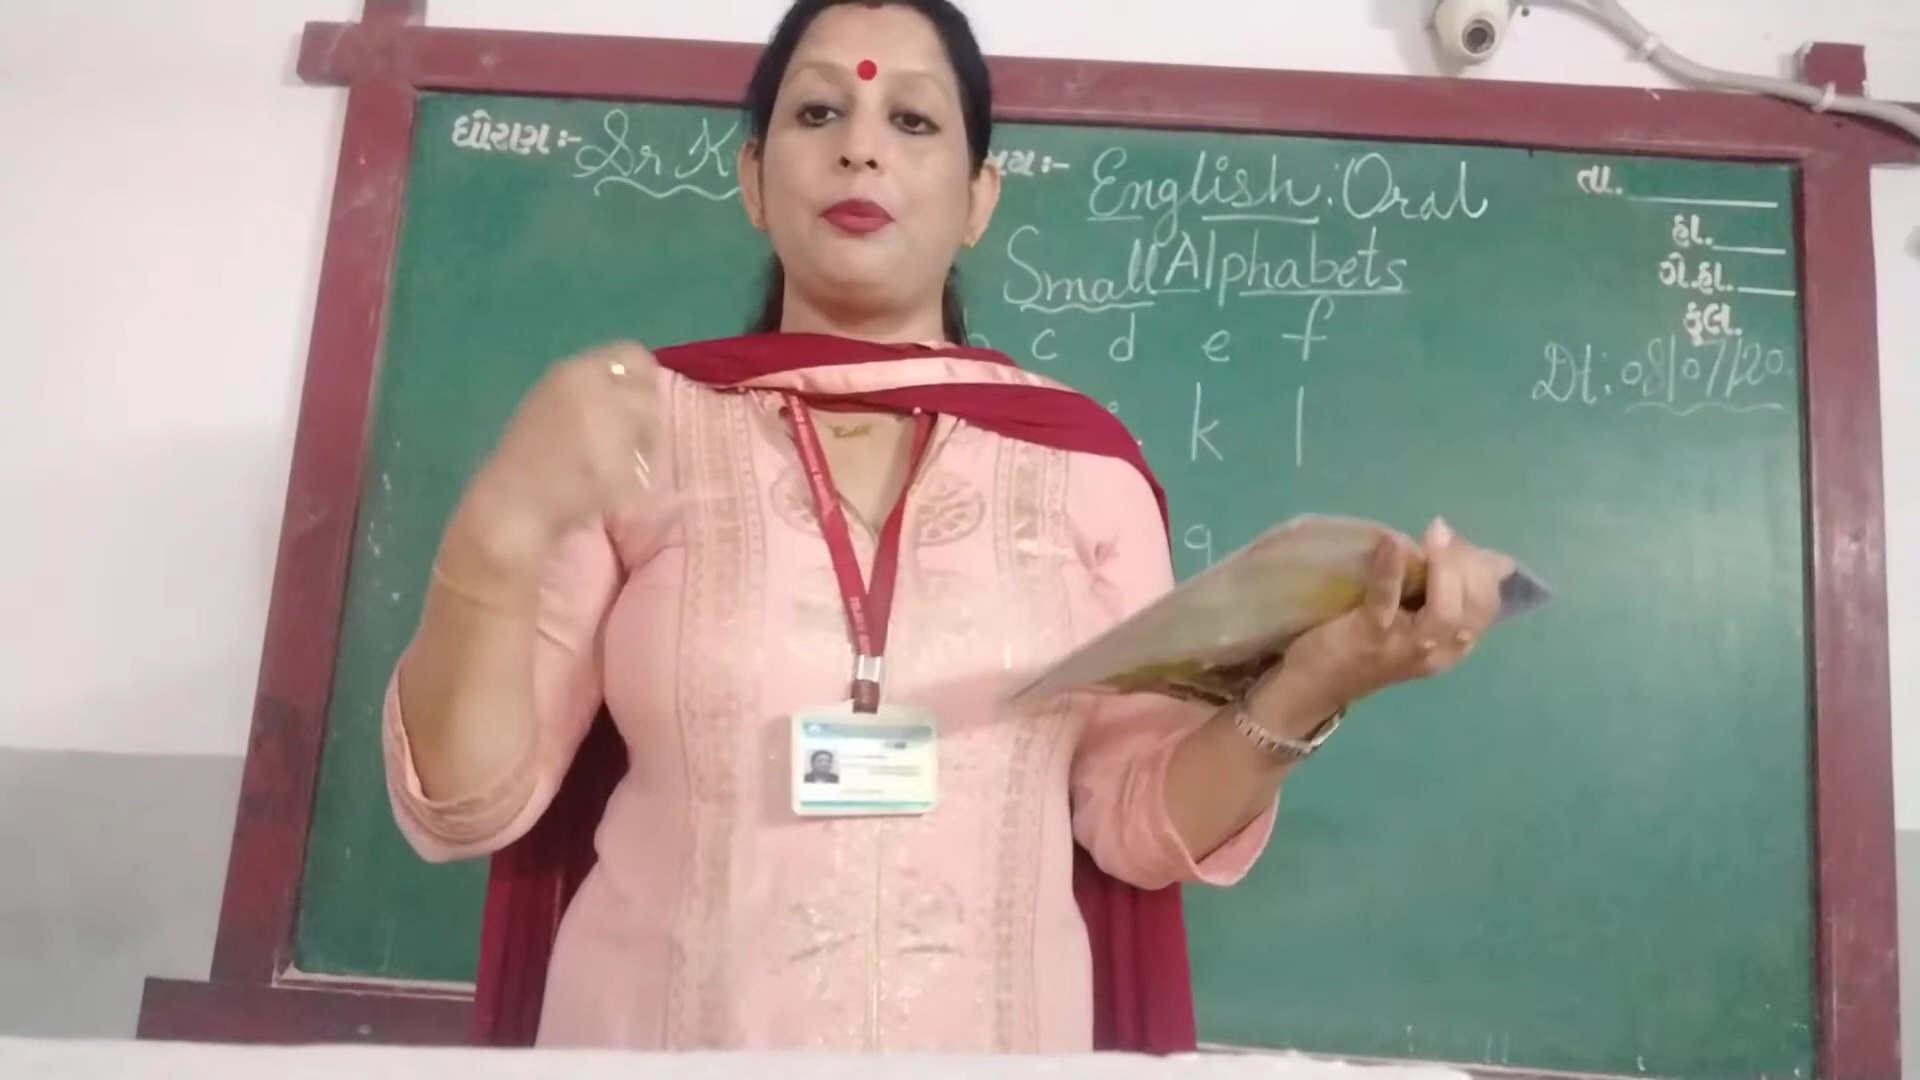 ધોરણ :- Sr K
English : Oral
તા.
Small Alphabets
હા.
ગે.હા.
કુલ.
c d e f
Dt: 08/07/20
k l
q